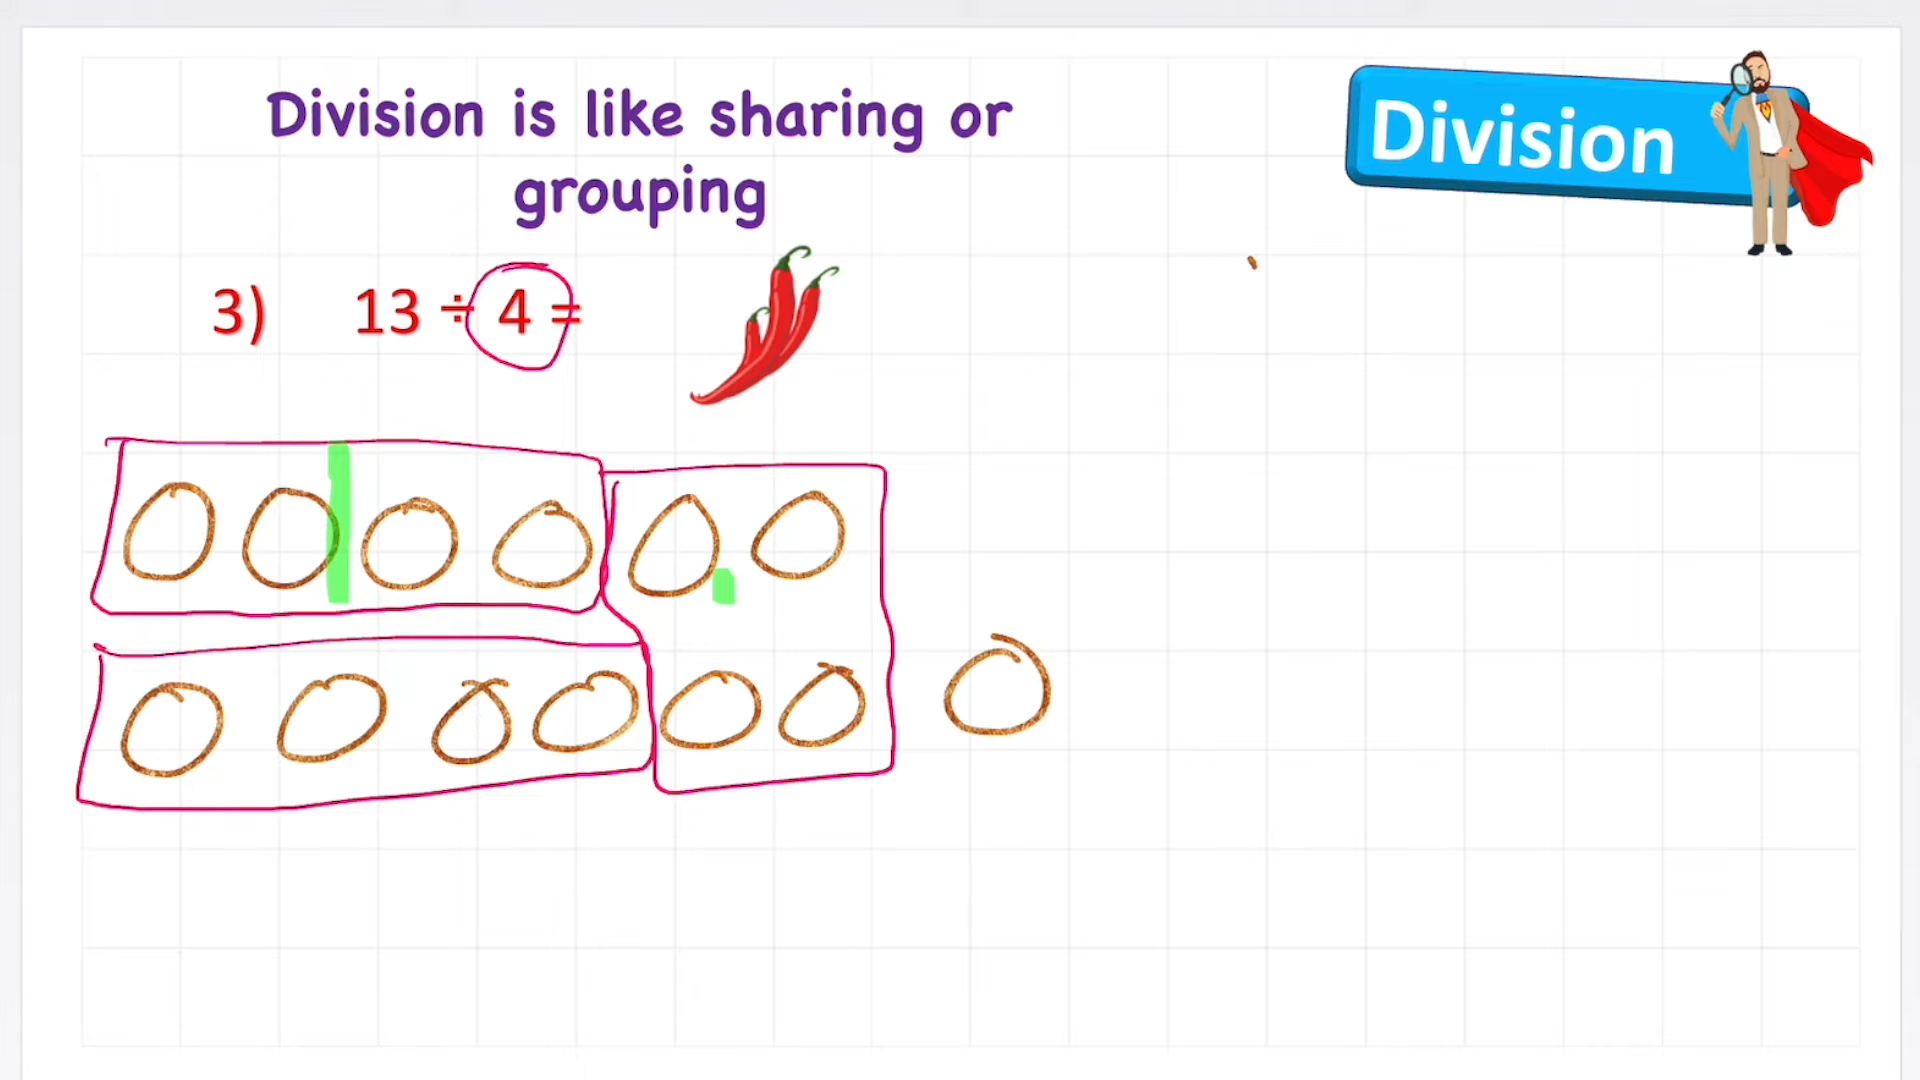 Division is like sharing or
grouping
Division
3) 13 ÷ 4 =